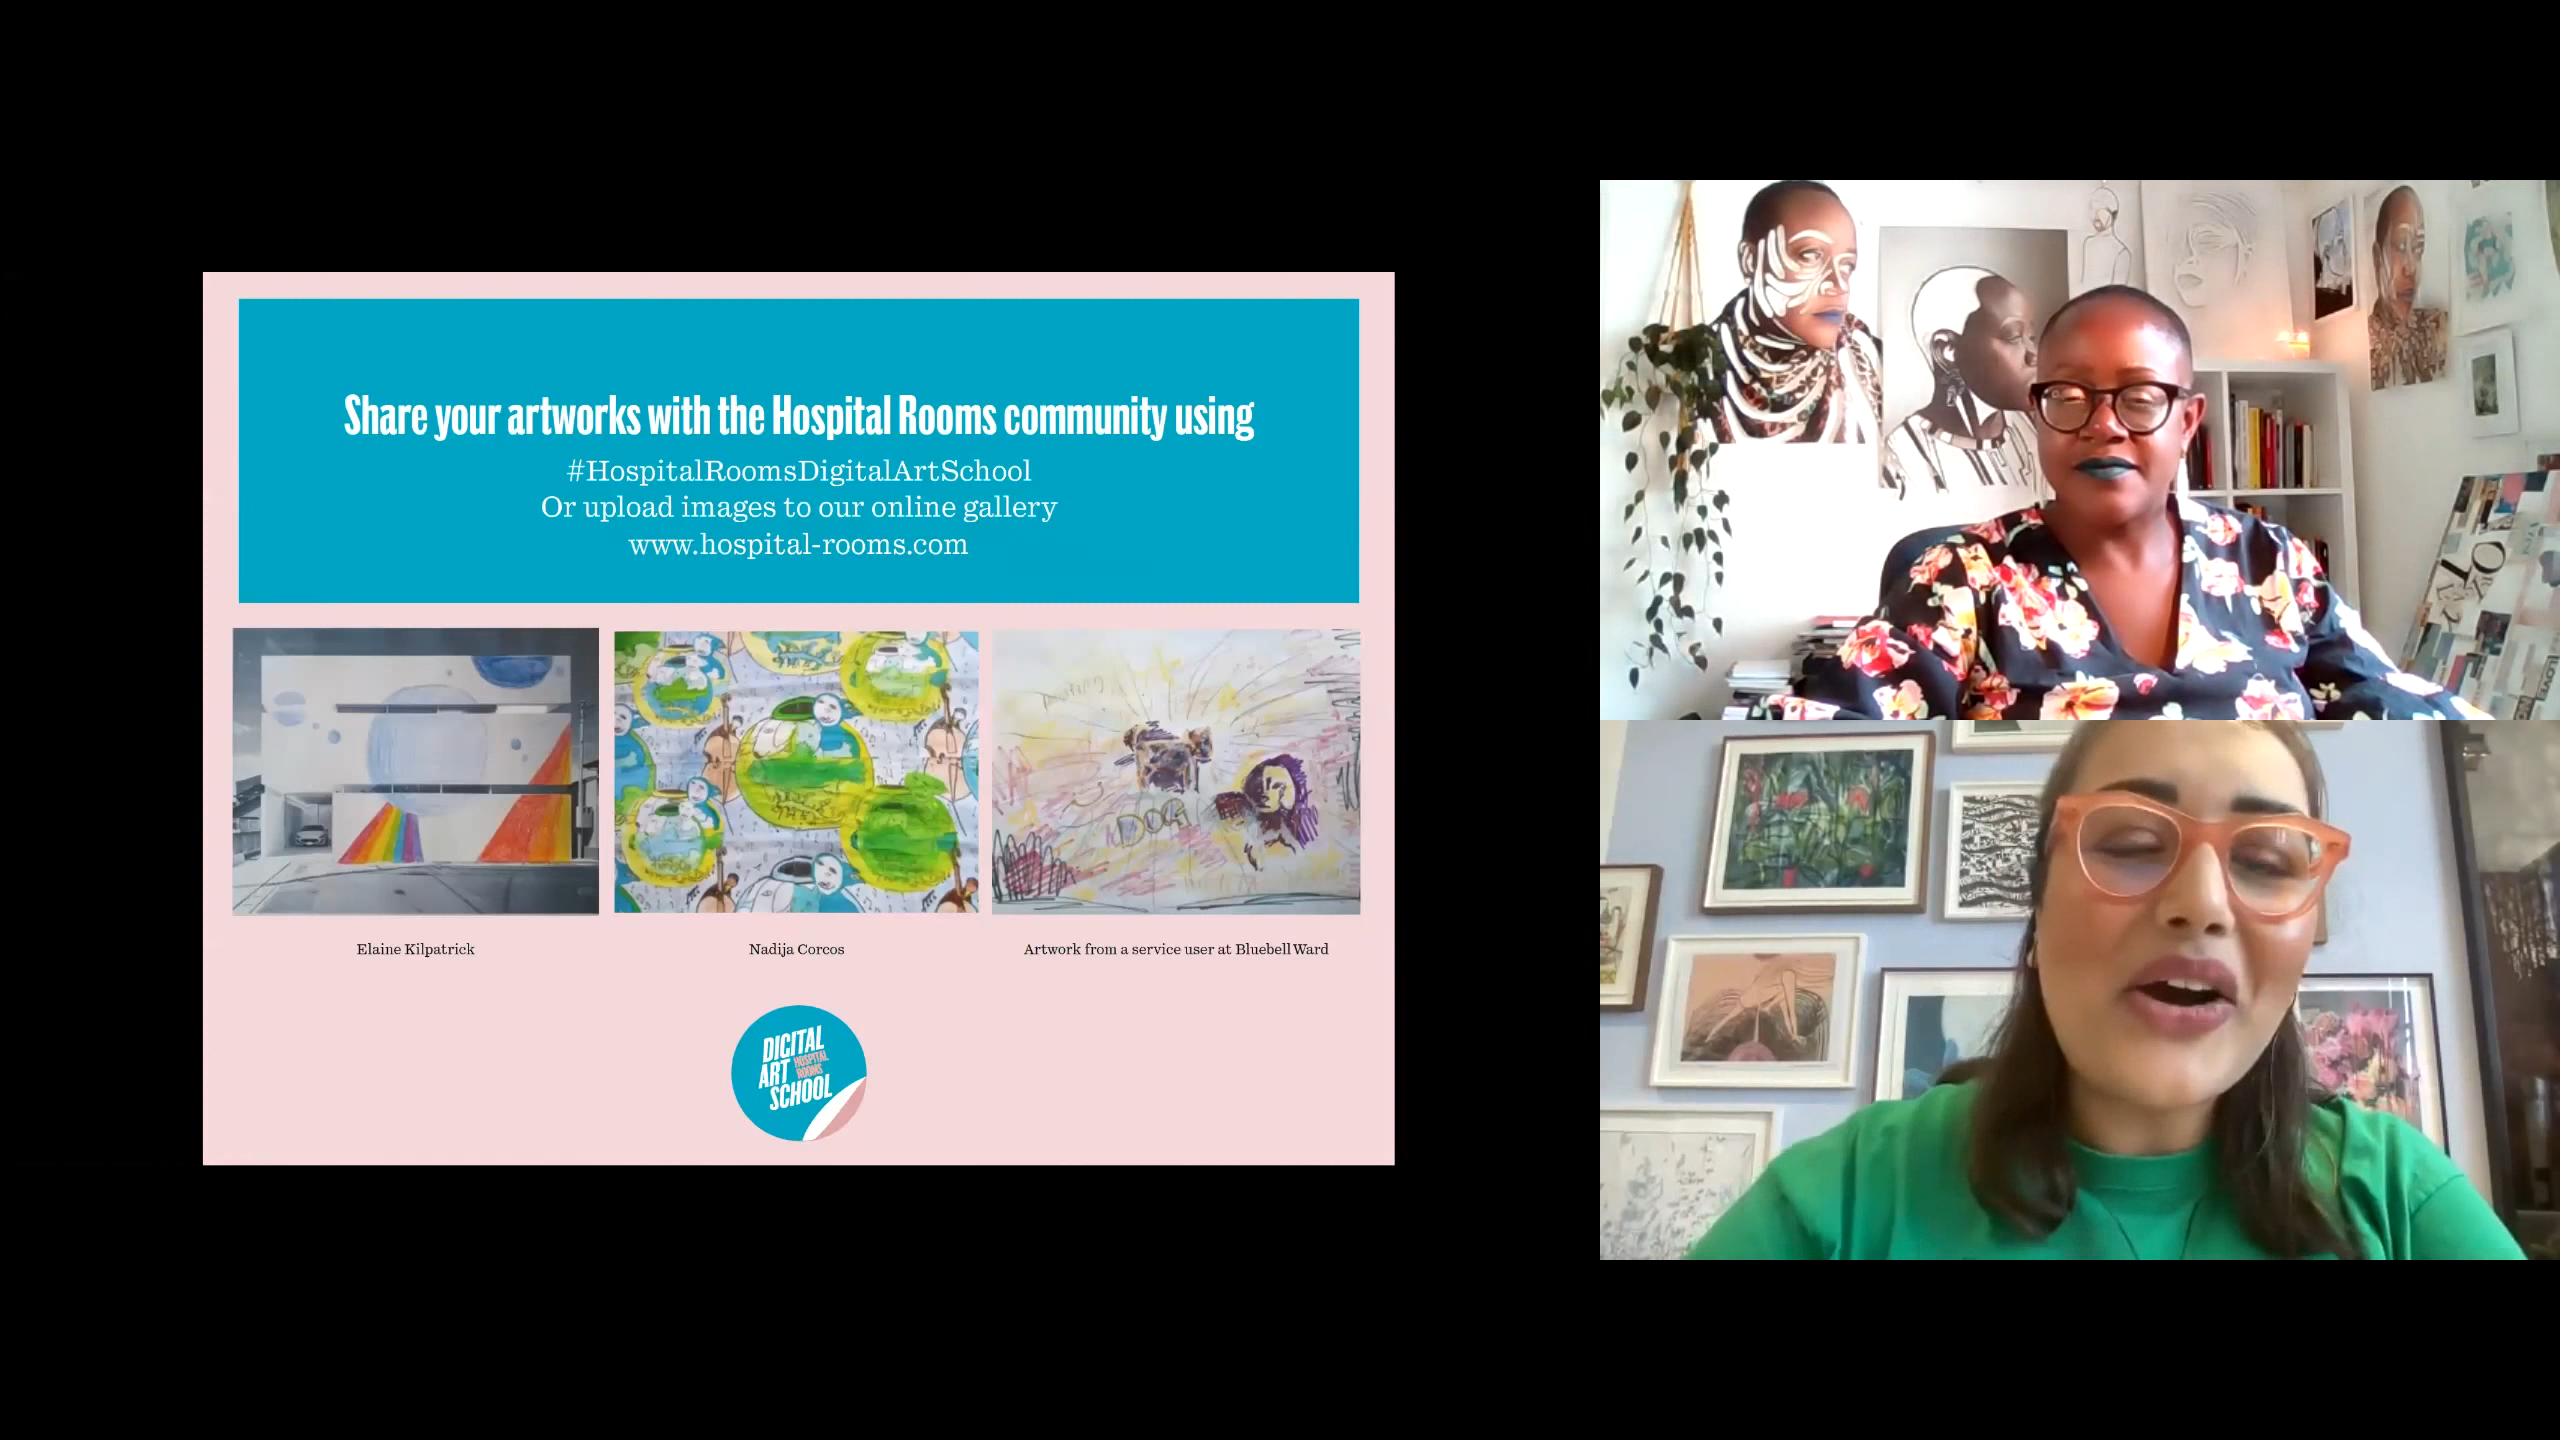 Share your artworks with the Hospital Rooms community using
#HospitalRoomsDigitalArtSchool
Or upload images to our online gallery
www.hospital-rooms.com
DOG
Elaine Kilpatrick
Nadija Corcos
Artwork from a service user at Bluebell Ward
DIGITAL
ART HOSPITAL
ROOMS
SCHOOL